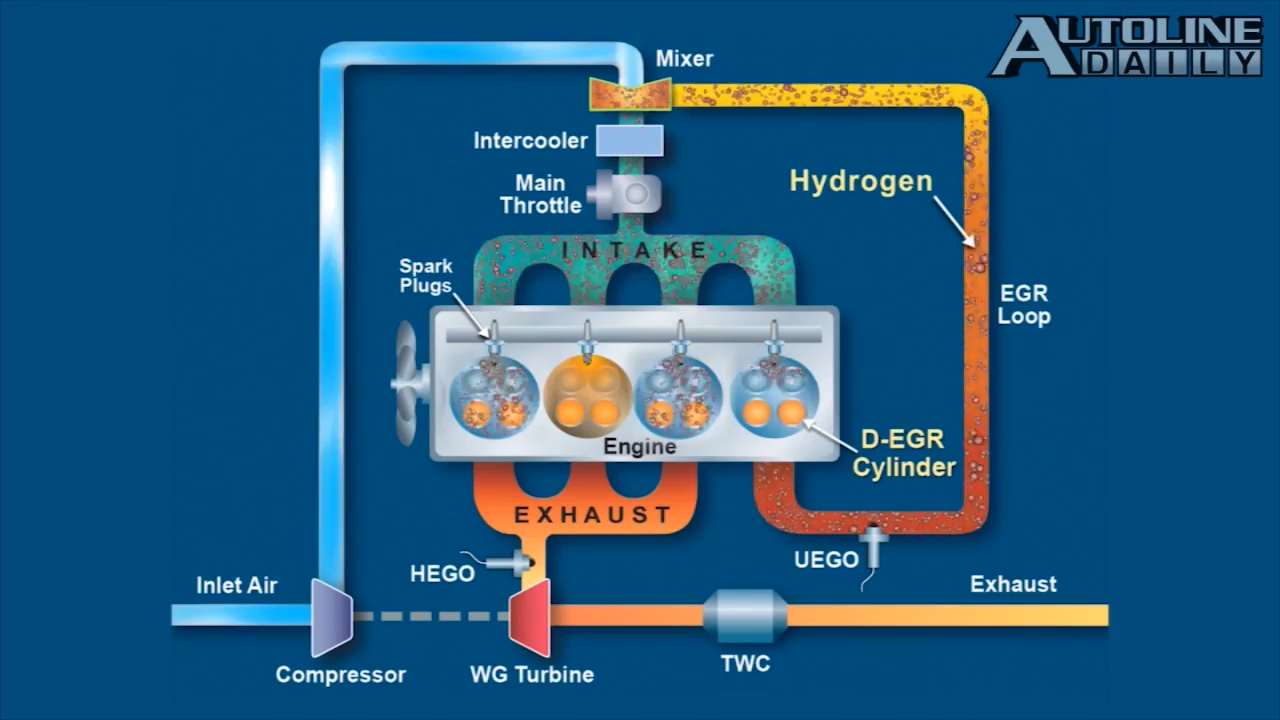 AUTOLINE
DAILY
Mixer
Intercooler
Main
Throttle
Hydrogen
INTAKE
Spark
Plugs
EGR
Loop
Engine
D-EGR
Cylinder
EXHAUST
HEGO
UEGO
Inlet Air
Exhaust
Compressor
WG Turbine
TWC